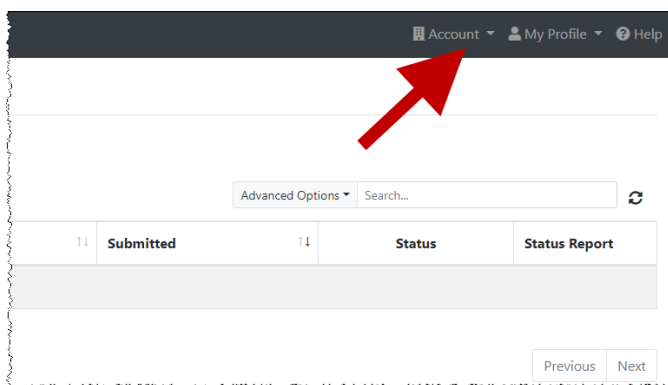 Account My Profile Help
Advanced Options Search...
Submitted Status Status Report
Previous Next